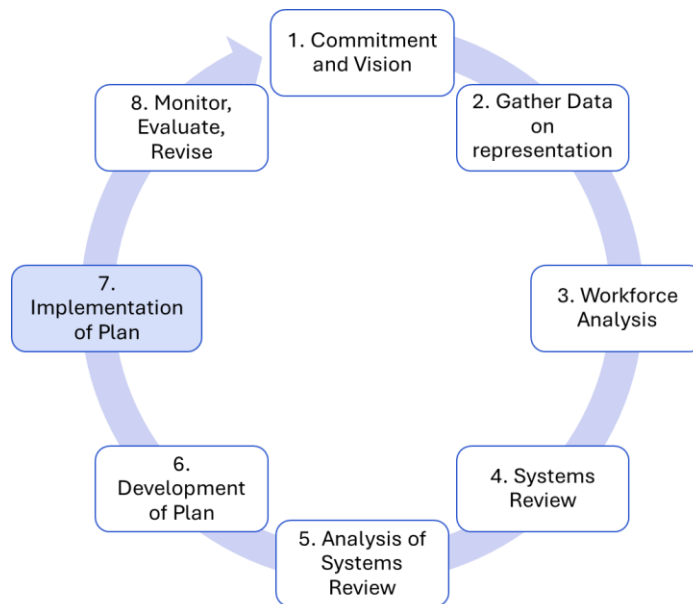 1. Commitment
and Vision
2. Gather Data
on
representation
3. Workforce
Analysis
4. Systems
Review
5. Analysis of
Systems
Review
6.
Development
of Plan
7.
Implementation
of Plan
8. Monitor,
Evaluate,
Revise